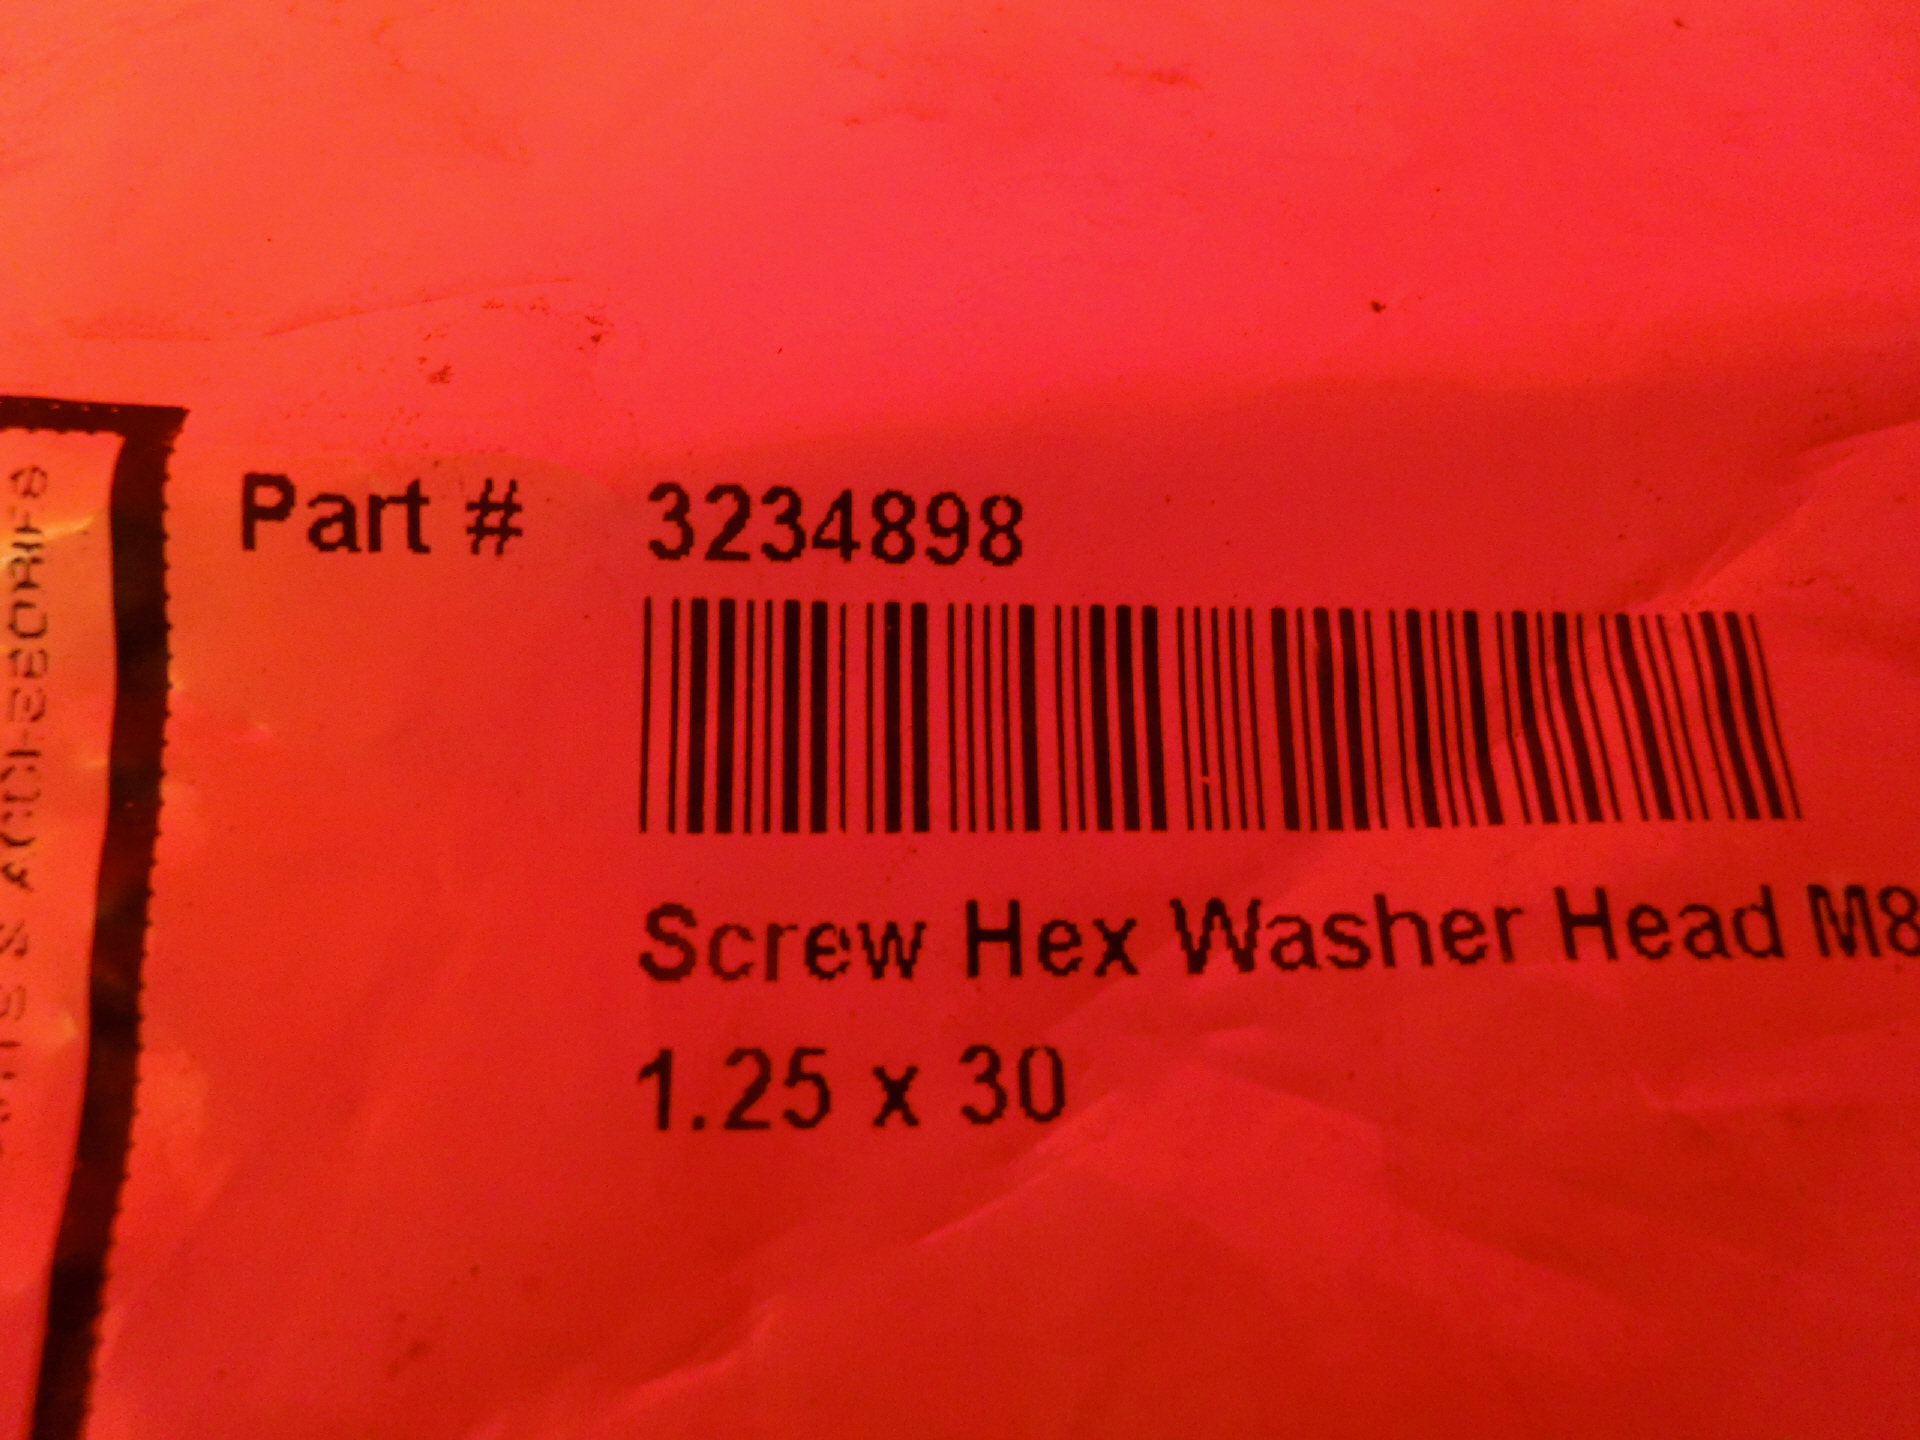 Part # 3234898
Screw Hex Washer Head M8
1.25 x 30